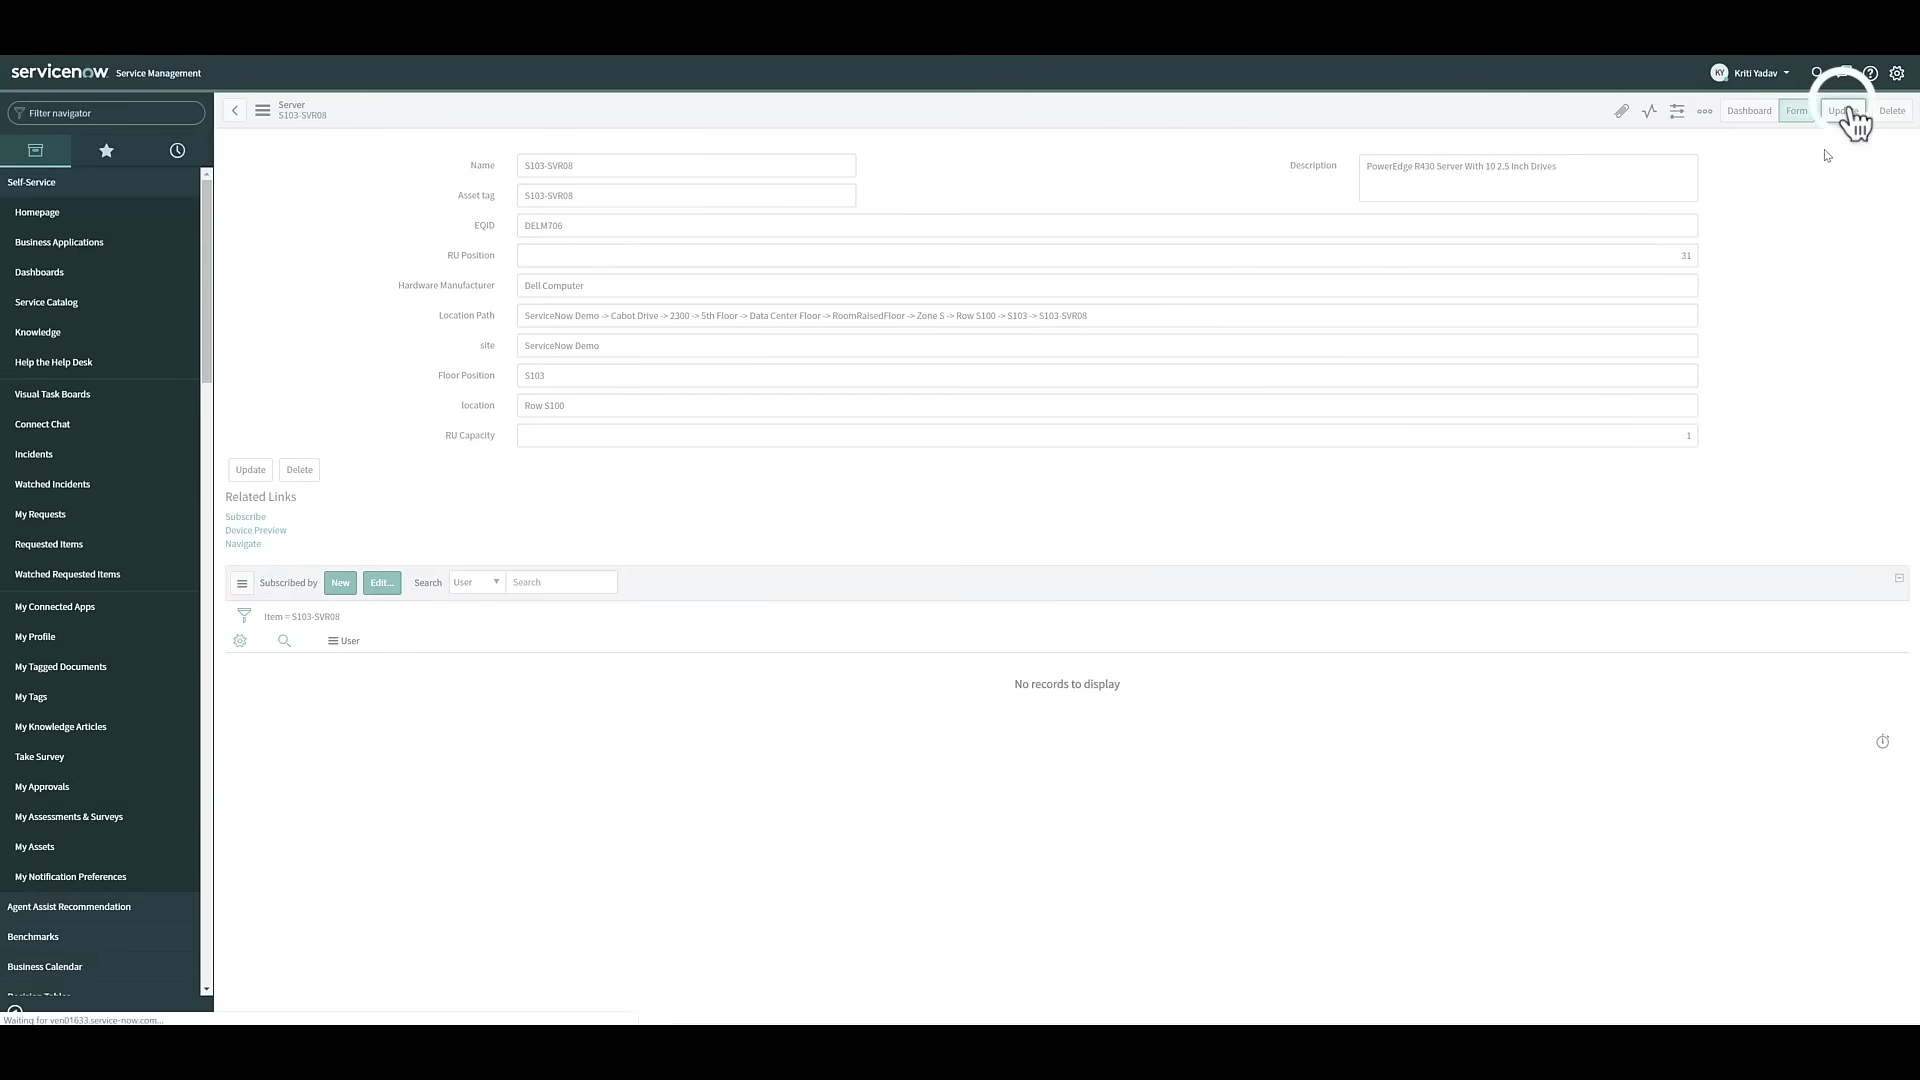 servicenow Service Management
Kriti Yadav
KY
Filter navigator
Server
S103-SVR08
Dashboard
Form
Delete
Self-Service
Homepage
Business Applications
Dashboards
Service Catalog
Knowledge
Help the Help Desk
Visual Task Boards
Connect Chat
Incidents
Watched Incidents
My Requests
Requested Items
Watched Requested Items
My Connected Apps
My Profile
My Tagged Documents
My Tags
My Knowledge Articles
Take Survey
My Approvals
My Assessments & Surveys
My Assets
My Notification Preferences
Agent Assist Recommendation
Benchmarks
Business Calendar
Name S103-SVR08
Description PowerEdge R430 Server With 10 2.5 Inch Drives
Asset tag S103-SVR08
EQID DELM706
RU Position 31
Hardware Manufacturer Dell Computer
Location Path ServiceNow Demo -> Cabot Drive -> 2300 -> 5th Floor -> Data Center Floor -> RoomRaisedFloor -> Zone S -> Row S100 -> S103 -> S103-SVR08
site ServiceNow Demo
Floor Position S103
location Row S100
RU Capacity 1
Update Delete
Related Links
Subscribe
Device Preview
Navigate
Subscribed by New Edit... Search User Search
Item = S103-SVR08
User
No records to display
Waiting for ven01633.service-now.com...